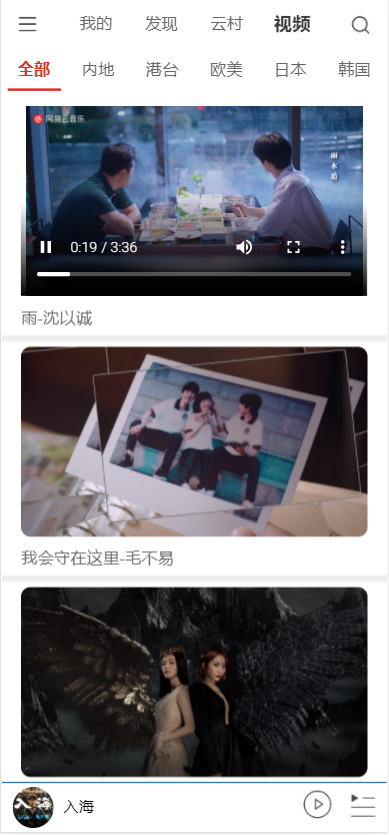 我的 发现 云村 视频
全部 内地 港台 欧美 日本 韩国
网易云音乐
雨水追
0:19 / 3:36
雨-沈以诚
我会守在这里-毛不易
入海
入海